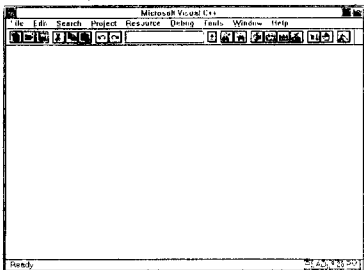 Microsoft Visual C++
File Edit Search Project Resource Debug Tools Window Help
Ready